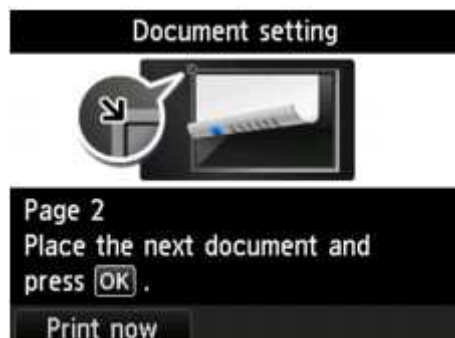 Document setting
Page 2
Place the next document and
press OK .
Print now